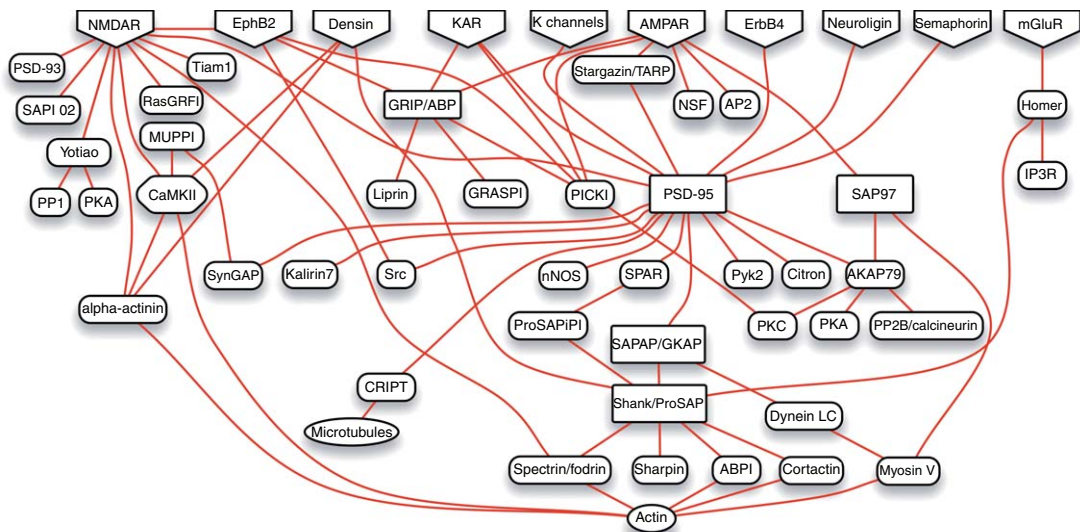 NMDAR
EphB2
Densin
KAR
K channels
AMPAR
ErbB4
Neuroligin
Semaphorin
mGluR
PSD-93
Tiam1
Stargazin/TARP
SAPI 02
RasGRFI
GRIP/ABP
NSF
AP2
Homer
MUPPI
Yotiao
IP3R
PP1
PKA
CaMKII
Liprin
GRASPI
PICKI
PSD-95
SAP97
SynGAP
Kalirin7
Src
nNOS
SPAR
Pyk2
Citron
AKAP79
alpha-actinin
ProSAPiPI
SAPAP/GKAP
PKC
PKA
PP2B/calcineurin
CRIPT
Shank/ProSAP
Dynein LC
Microtubules
Spectrin/fodrin
Sharpin
ABPI
Cortactin
Myosin V
Actin